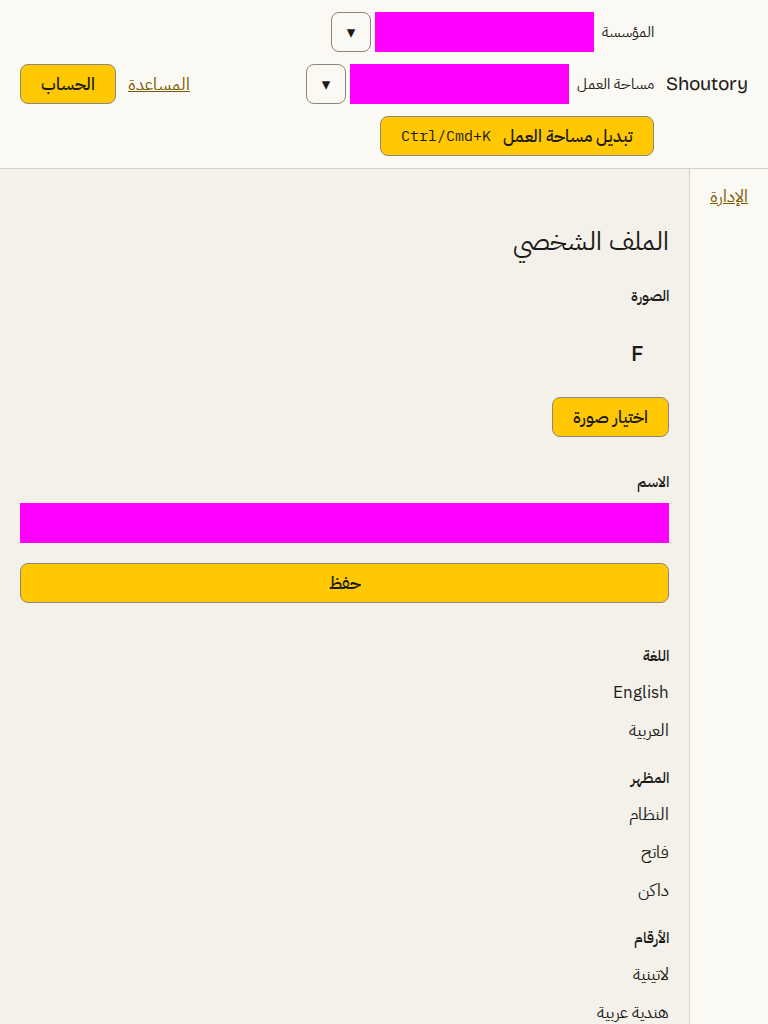 المؤسسة ▼
Shoutory مساحة العمل ▼ المساعدة الحساب
تبديل مساحة العمل Ctrl/Cmd+K
الإدارة
الملف الشخصي
الصورة
F
اختيار صورة
الاسم
حفظ
اللغة
English
العربية
المظهر
النظام
فاتح
داكن
الأرقام
لاتينية
هندية عربية